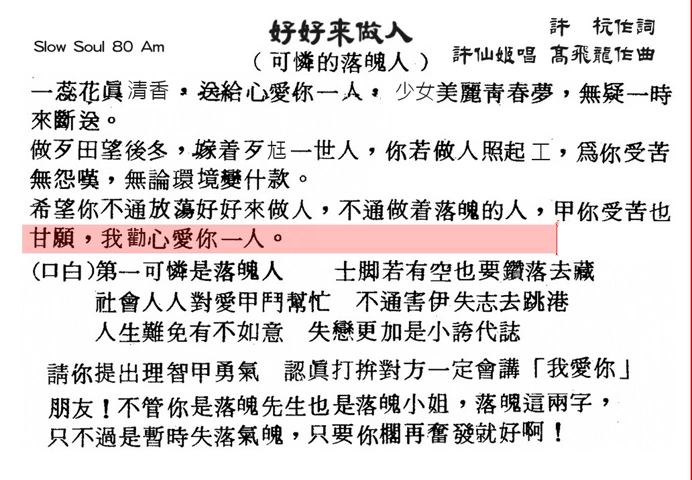 好好来做人
許 杭作詞
Slow Soul 80 Am
(可憐的落魄人)
許仙姬唱 高飛龍作曲
一蕊花真清香，送給心愛你一人，少女美麗青春夢，無疑一時
來斷送。
做歹田望後冬，嫁着歹尪一世人，你若做人照起工，為你受苦
無怨嘆，無論環境變什款。
希望你不通放蕩好好來做人，不通做着落魄的人，甲你受苦也
甘願，我勸心愛你一人。
(口白)第一可憐是落魄人 士脚若有空也要鑽落去藏
社會人人對愛甲鬥幫忙 不通害伊失志去跳港
人生難免有不如意 失戀更加是小誇代誌
請你提出理智甲勇氣 認眞打拚對方一定會講「我愛你」
朋友！不管你是落魄先生也是落魄小姐，落魄這兩字，
只不過是暫時失落氣魄，只要你欄再奮發就好啊！